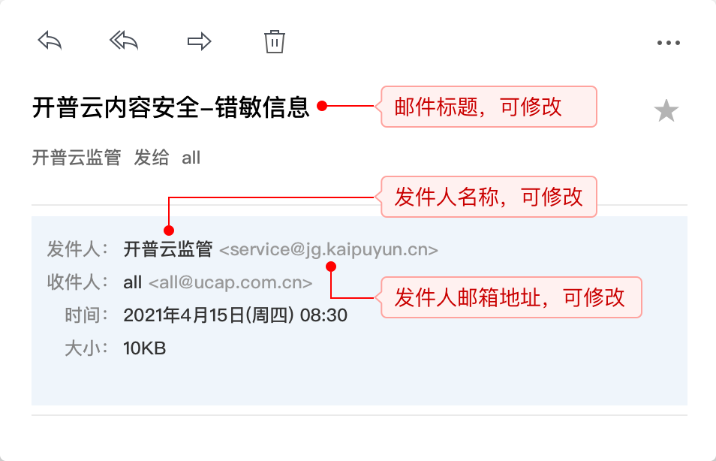 开普云内容安全-错敏信息
邮件标题，可修改
开普云监管 发给 all
发件人名称，可修改
发件人： 开普云监管 <service@jg.kaipuyun.cn>
收件人： all <all@ucap.com.cn>
发件人邮箱地址，可修改
时间： 2021年4月15日(周四) 08:30
大小： 10KB